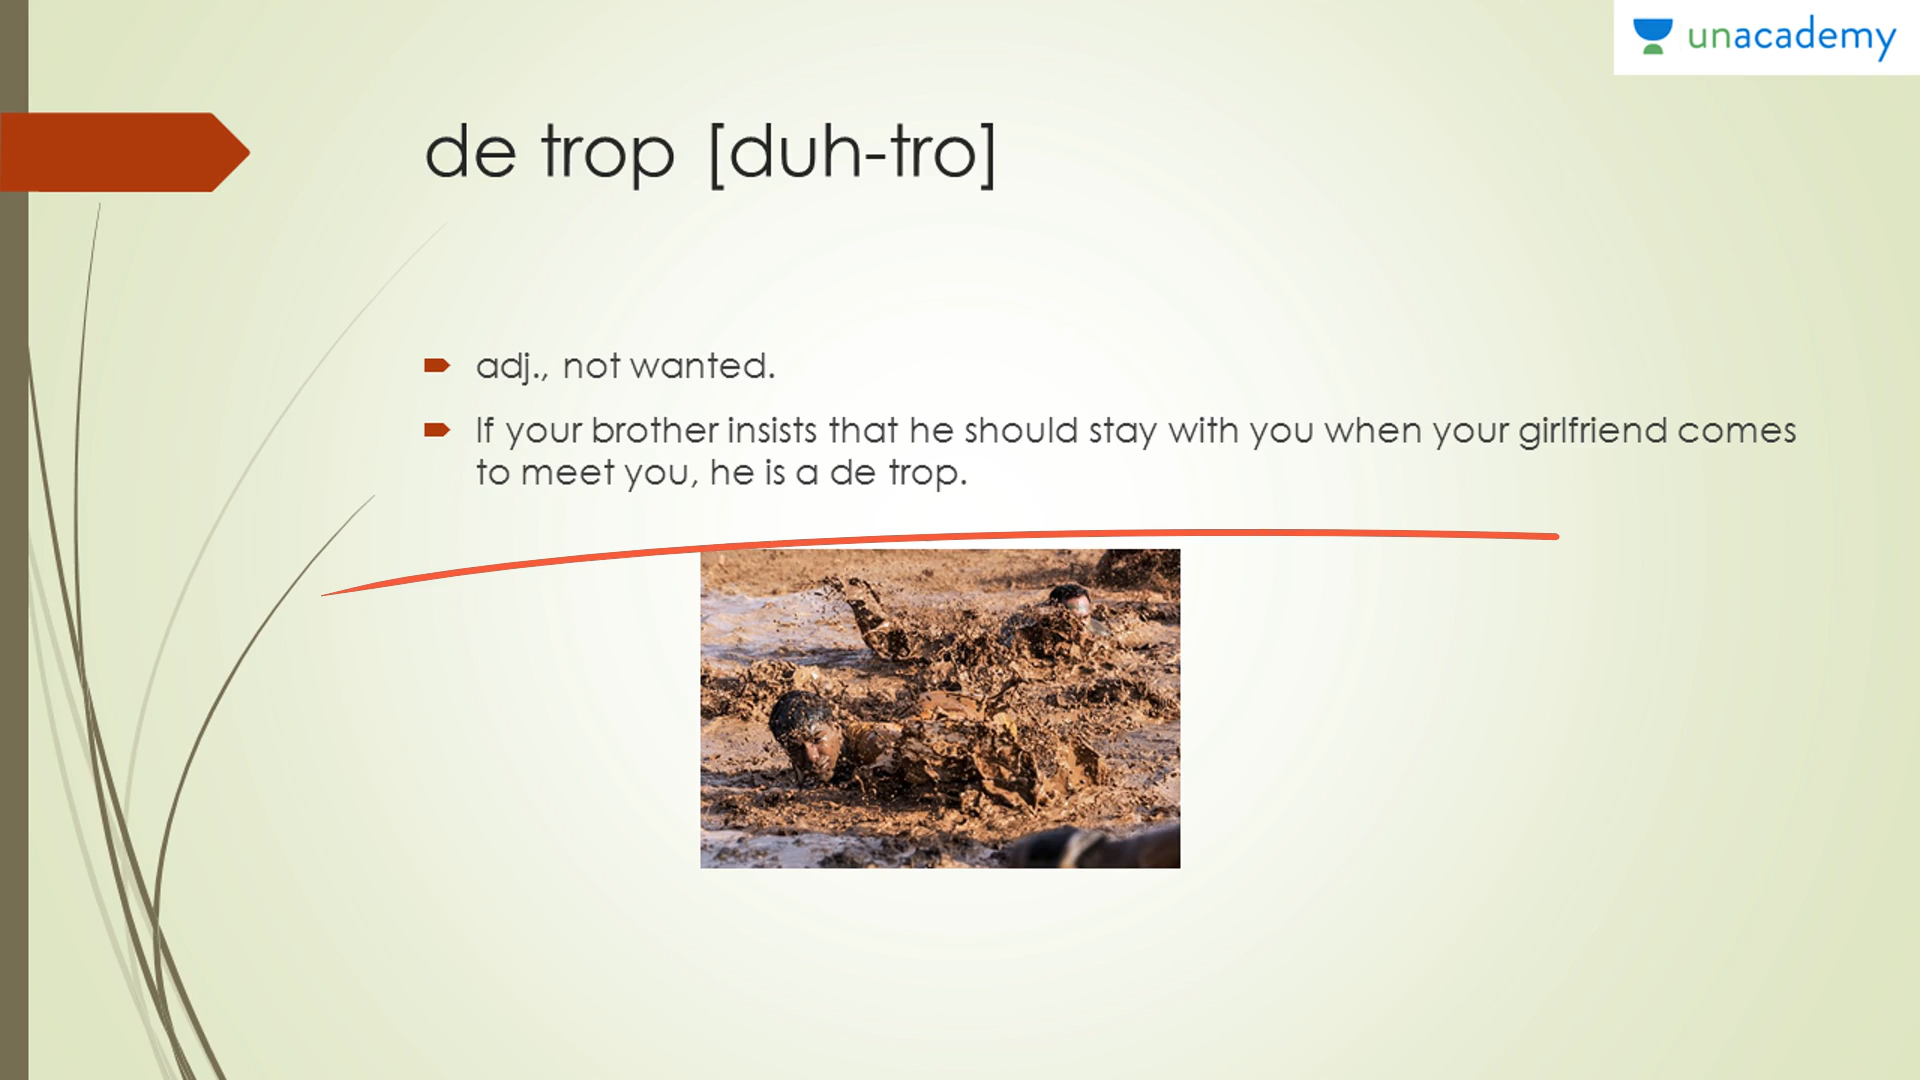 unacademy
de trop [duh-tro]
adj., not wanted.
If your brother insists that he should stay with you when your girlfriend comes
to meet you, he is a de trop.